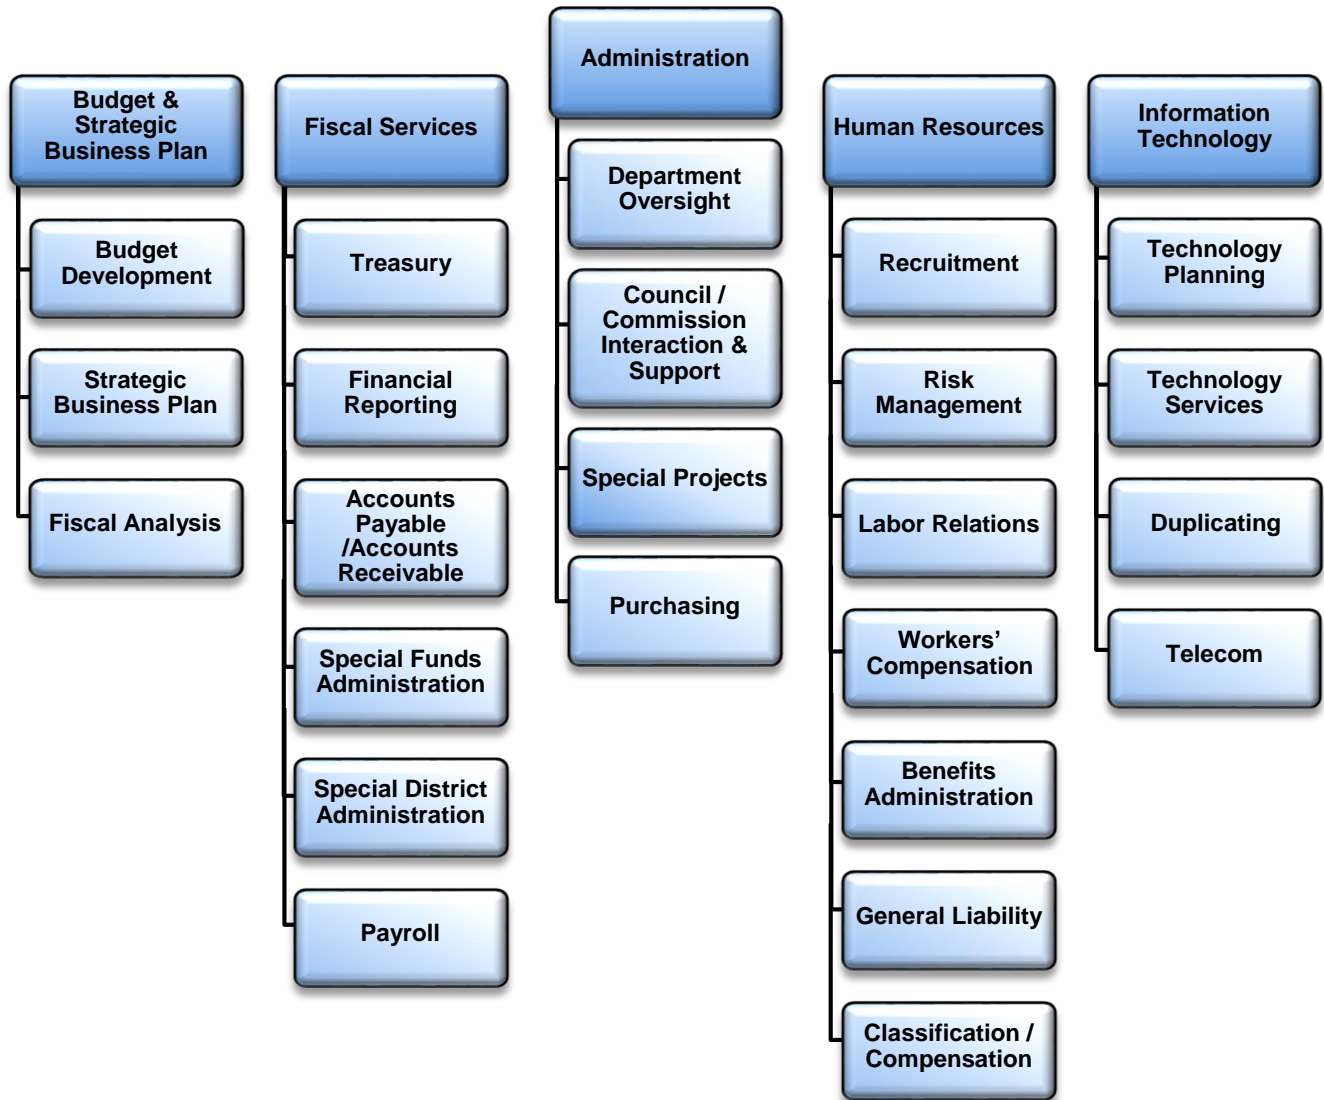 Budget &
Strategic
Business Plan
Budget
Development
Strategic
Business Plan
Fiscal Analysis
Fiscal Services
Treasury
Financial
Reporting
Accounts
Payable
/Accounts
Receivable
Special Funds
Administration
Special District
Administration
Payroll
Administration
Department
Oversight
Council /
Commission
Interaction &
Support
Special Projects
Purchasing
Human Resources
Recruitment
Risk
Management
Labor Relations
Workers’
Compensation
Benefits
Administration
General Liability
Classification /
Compensation
Information
Technology
Technology
Planning
Technology
Services
Duplicating
Telecom